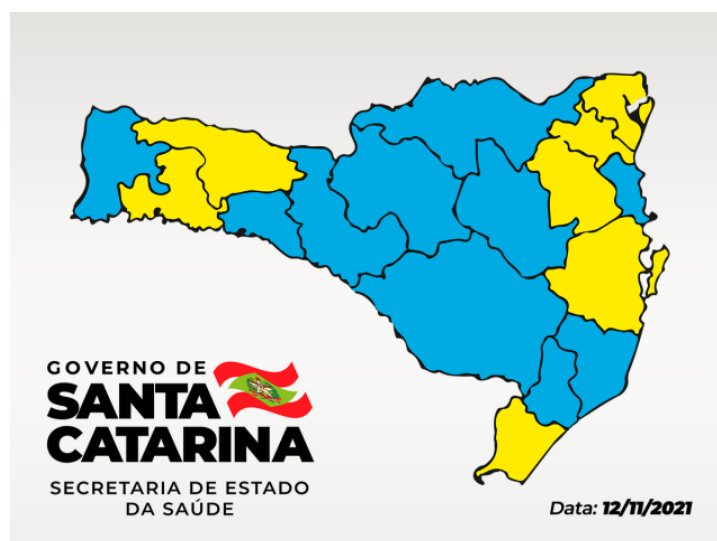 GOVERNO DE
SANTA
CATARINA
SECRETARIA DE ESTADO
DA SAÚDE
Data: 12/11/2021